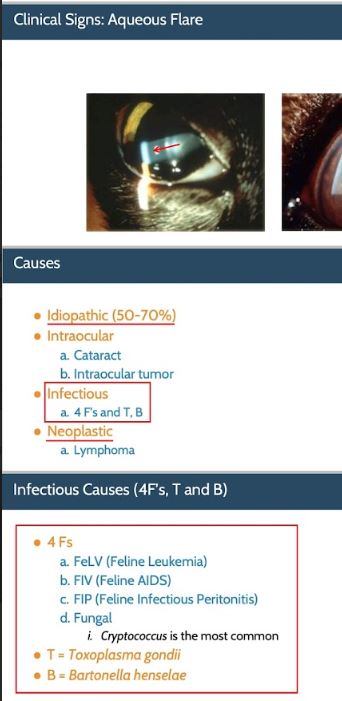 Clinical Signs: Aqueous Flare
Causes
• Idiopathic (50-70%)
• Intraocular
a. Cataract
b. Intraocular tumor
• Infectious
a. 4 F's and T, B
• Neoplastic
a. Lymphoma
Infectious Causes (4F's, T and B)
• 4 Fs
a. FeLV (Feline Leukemia)
b. FIV (Feline AIDS)
c. FIP (Feline Infectious Peritonitis)
d. Fungal
i. Cryptococcus is the most common
• T = Toxoplasma gondii
• B = Bartonella henselae